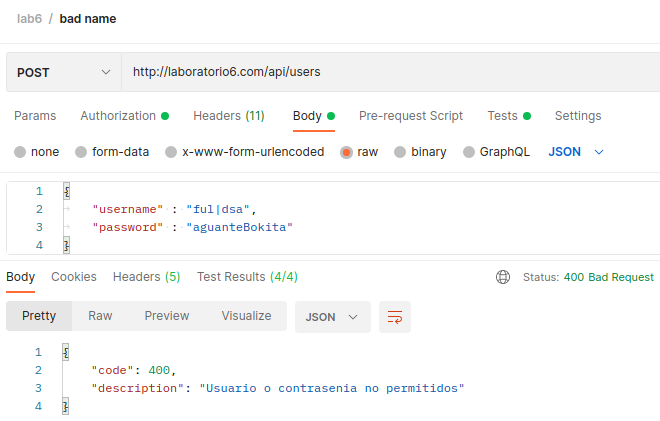 lab6 / bad name
POST http://laboratorio6.com/api/users
Params Authorization Headers (11) Body Pre-request Script Tests Settings
none form-data x-www-form-urlencoded raw binary GraphQL JSON
1 {
2 "username" : "ful|dsa",
3 "password" : "aguanteBokita"
4 }
Body Cookies Headers (5) Test Results (4/4) Status: 400 Bad Request
Pretty Raw Preview Visualize JSON
1 {
2 "code": 400,
3 "description": "Usuario o contrasenia no permitidos"
4 }